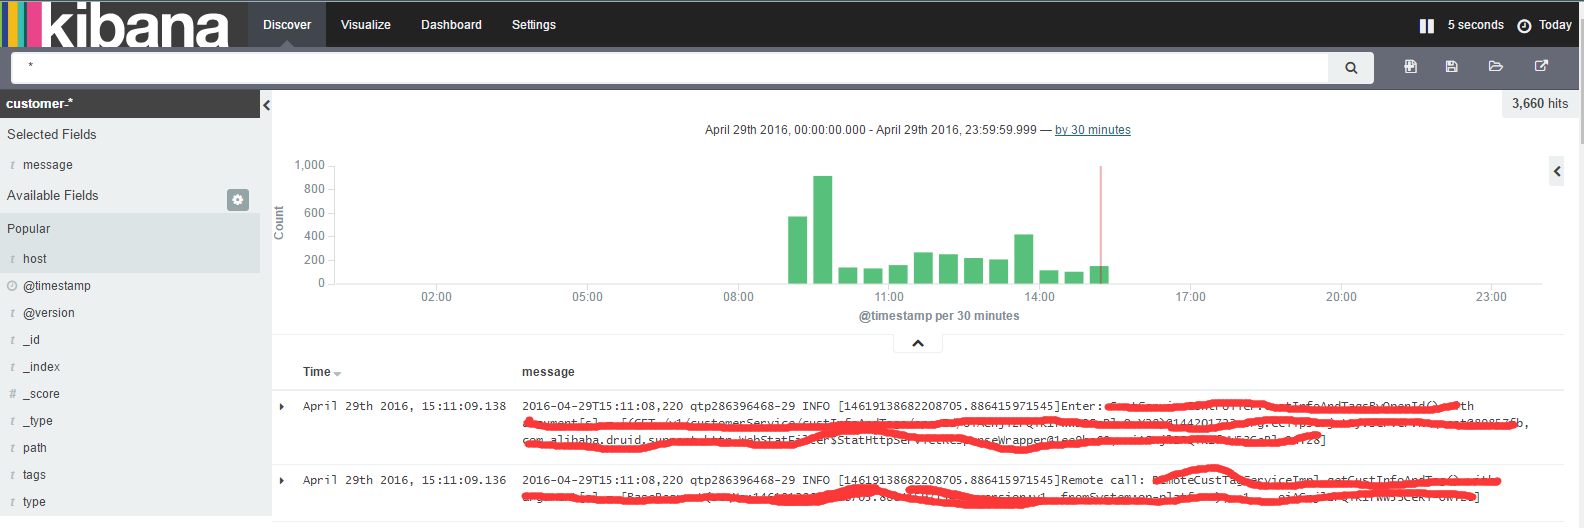 kibana Discover Visualize Dashboard Settings 5 seconds Today
*
customer-*
3,660 hits
Selected Fields
t message
Available Fields
Popular
t host
@timestamp
t @version
t _id
t _index
# _score
t _type
t path
t tags
t type
April 29th 2016, 00:00:00.000 - April 29th 2016, 23:59:59.999 — by 30 minutes
Count
1,000
800
600
400
200
0
02:00 05:00 08:00 11:00 14:00 17:00 20:00 23:00
@timestamp per 30 minutes
Time message
April 29th 2016, 15:11:09.138 2016-04-29T15:11:08,220 qtp286396468-29 INFO [14619138682208705.886415971545]Enter:
April 29th 2016, 15:11:09.136 2016-04-29T15:11:08,220 qtp286396468-29 INFO [14619138682208705.886415971545]Remote call: